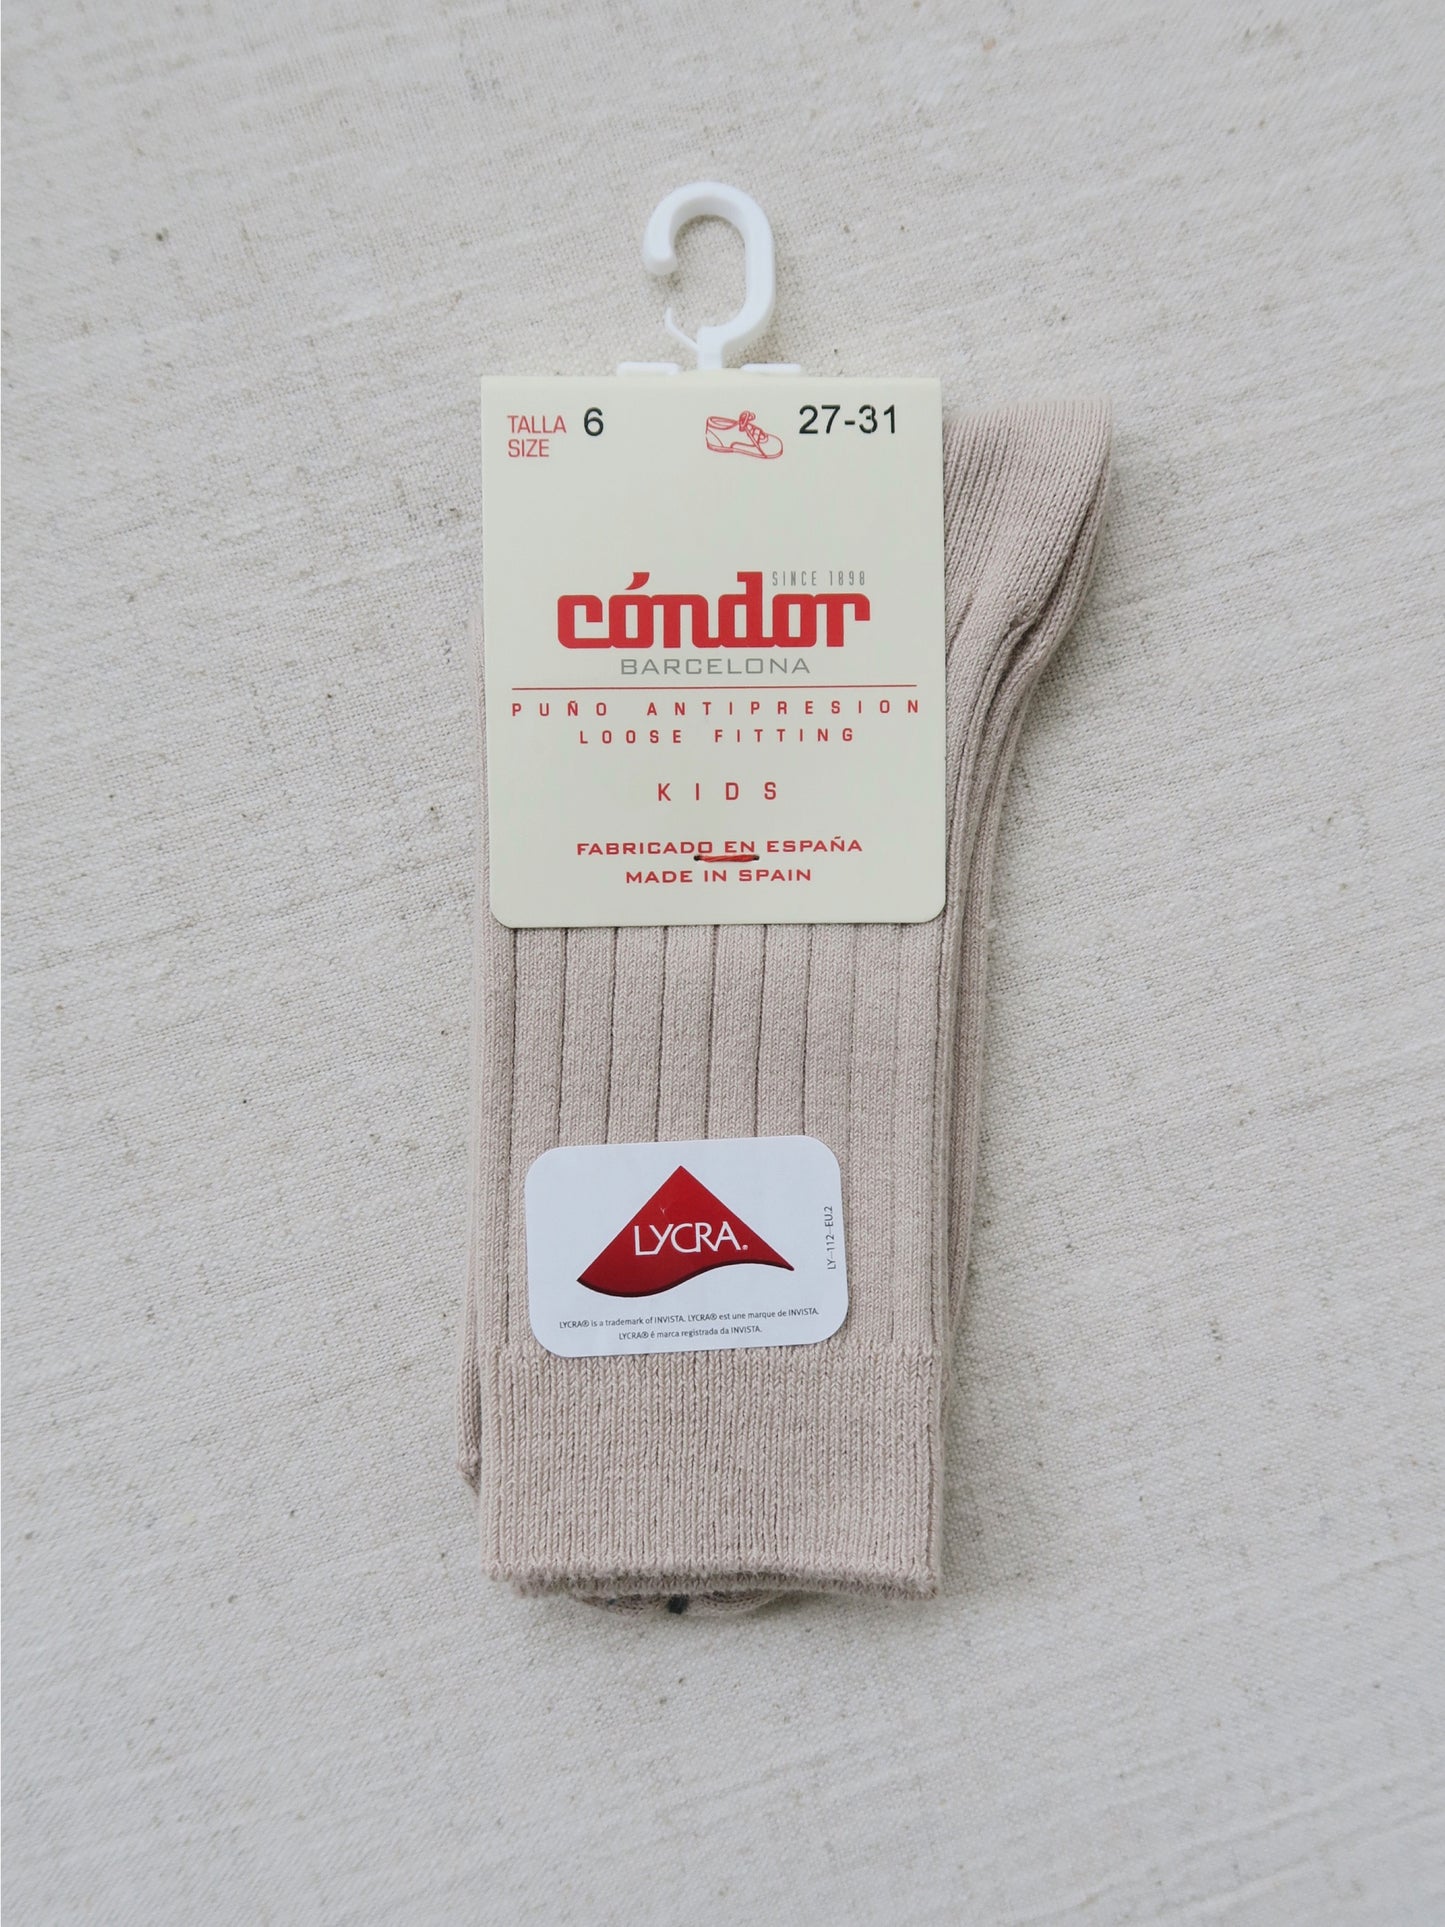 TALLA 6 27-31
SIZE
SINCE 1898
cóndor
BARCELONA
PUÑO ANTIPRESION
LOOSE FITTING
KIDS
FABRICADO EN ESPAÑA
MADE IN SPAIN
LYCRA®
LY-112-EU.2
LYCRA® is a trademark of INVISTA. LYCRA® est une marque de INVISTA.
LYCRA® é marca registrada da INVISTA.